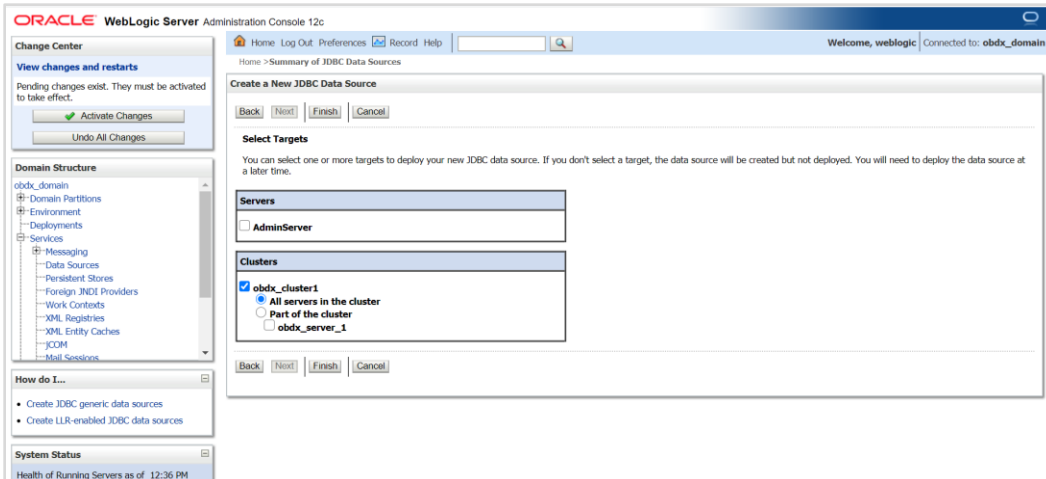 ORACLE WebLogic Server Administration Console 12c
Change Center
View changes and restarts
Pending changes exist. They must be activated
to take effect.
Activate Changes
Undo All Changes
Domain Structure
obdx_domain
Domain Partitions
Environment
Deployments
Services
Messaging
Data Sources
Persistent Stores
Foreign JNDI Providers
Work Contexts
XML Registries
XML Entity Caches
jCOM
Mail Sessions
How do I...
Create JDBC generic data sources
Create LLR-enabled JDBC data sources
System Status
Health of Running Servers as of 12:36 PM
Home Log Out Preferences Record Help
Welcome, weblogic Connected to: obdx_domain
Home >Summary of JDBC Data Sources
Create a New JDBC Data Source
Back Next Finish Cancel
Select Targets
You can select one or more targets to deploy your new JDBC data source. If you don't select a target, the data source will be created but not deployed. You will need to deploy the data source at
a later time.
Servers
AdminServer
Clusters
obdx_cluster1
All servers in the cluster
Part of the cluster
obdx_server_1
Back Next Finish Cancel